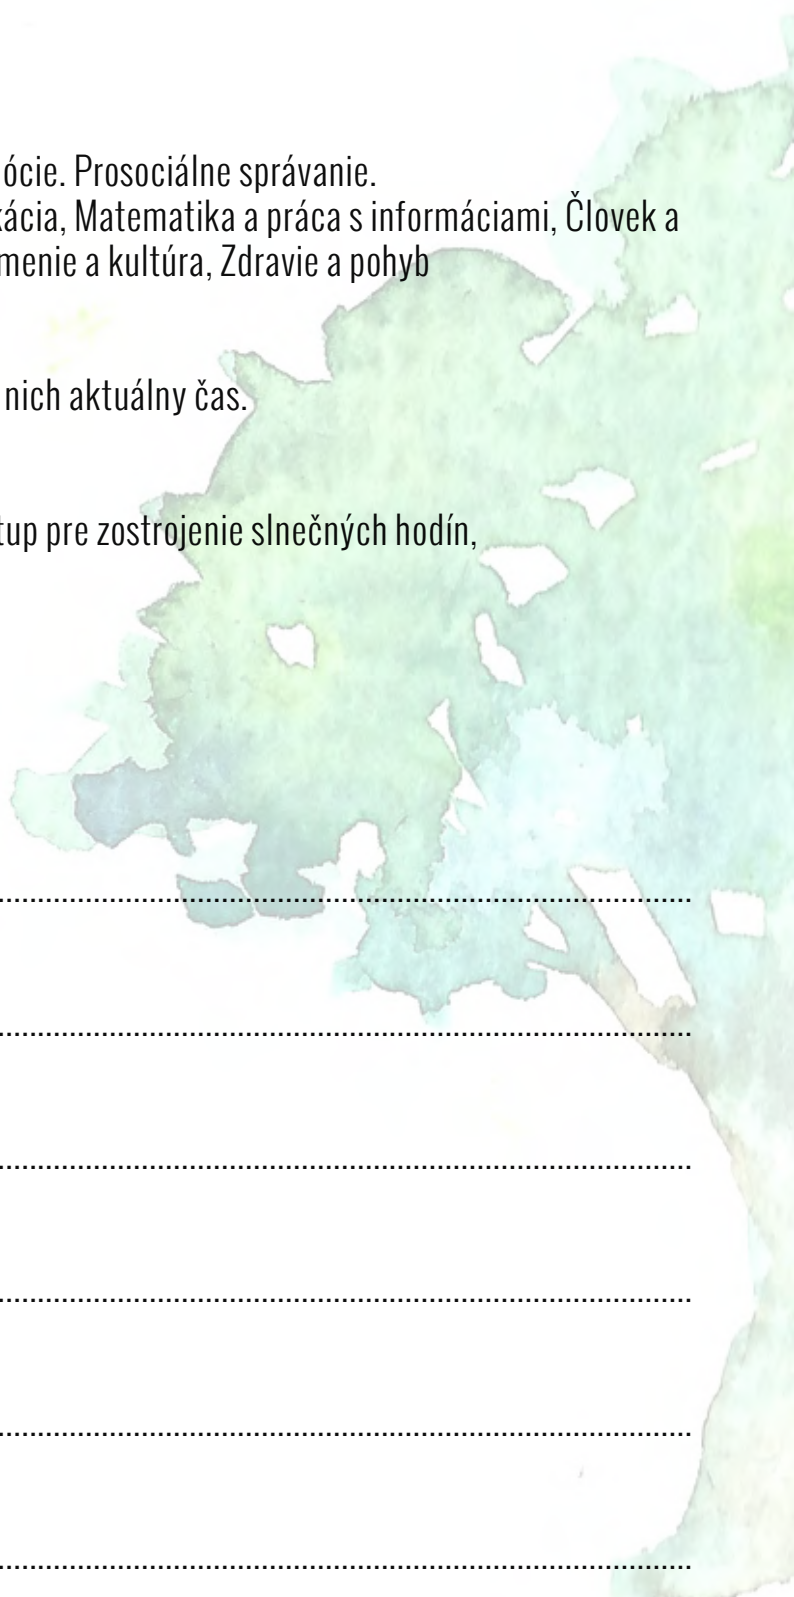 ócie. Prosociálne správanie.
kácia, Matematika a práca s informáciami, Človek a
menie a kultúra, Zdravie a pohyb
nich aktuálny čas.
tup pre zostrojenie slnečných hodín,
................................................................................
................................................................................
................................................................................
................................................................................
................................................................................
................................................................................